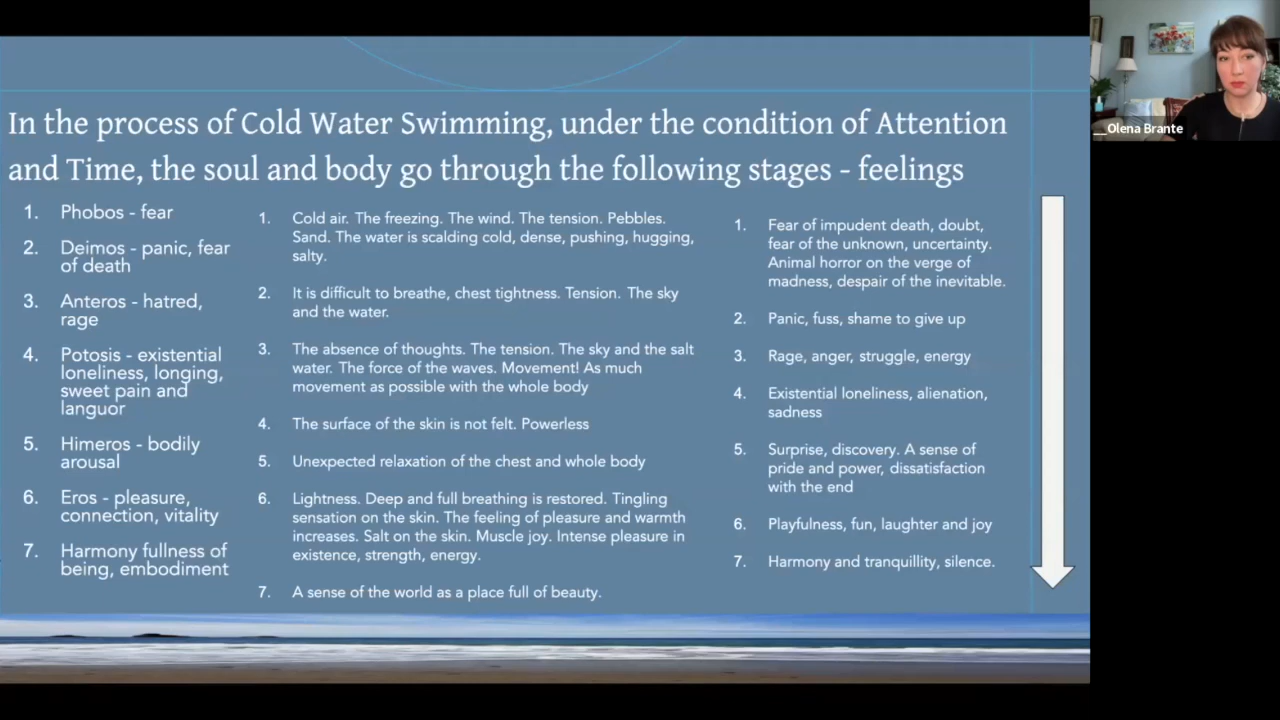 In the process of Cold Water Swimming, under the condition of Attention
and Time, the soul and body go through the following stages - feelings
1. Phobos - fear
2. Deimos - panic, fear
of death
3. Anteros - hatred,
rage
4. Potosis - existential
loneliness, longing,
sweet pain and
languor
5. Himeros - bodily
arousal
6. Eros - pleasure,
connection, vitality
7. Harmony fullness of
being, embodiment
1. Cold air. The freezing. The wind. The tension. Pebbles.
Sand. The water is scalding cold, dense, pushing, hugging,
salty.
2. It is difficult to breathe, chest tightness. Tension. The sky
and the water.
3. The absence of thoughts. The tension. The sky and the salt
water. The force of the waves. Movement! As much
movement as possible with the whole body
4. The surface of the skin is not felt. Powerless
5. Unexpected relaxation of the chest and whole body
6. Lightness. Deep and full breathing is restored. Tingling
sensation on the skin. The feeling of pleasure and warmth
increases. Salt on the skin. Muscle joy. Intense pleasure in
existence, strength, energy.
7. A sense of the world as a place full of beauty.
1. Fear of impudent death, doubt,
fear of the unknown, uncertainty.
Animal horror on the verge of
madness, despair of the inevitable.
2. Panic, fuss, shame to give up
3. Rage, anger, struggle, energy
4. Existential loneliness, alienation,
sadness
5. Surprise, discovery. A sense of
pride and power, dissatisfaction
with the end
6. Playfulness, fun, laughter and joy
7. Harmony and tranquillity, silence.
__Olena Brante